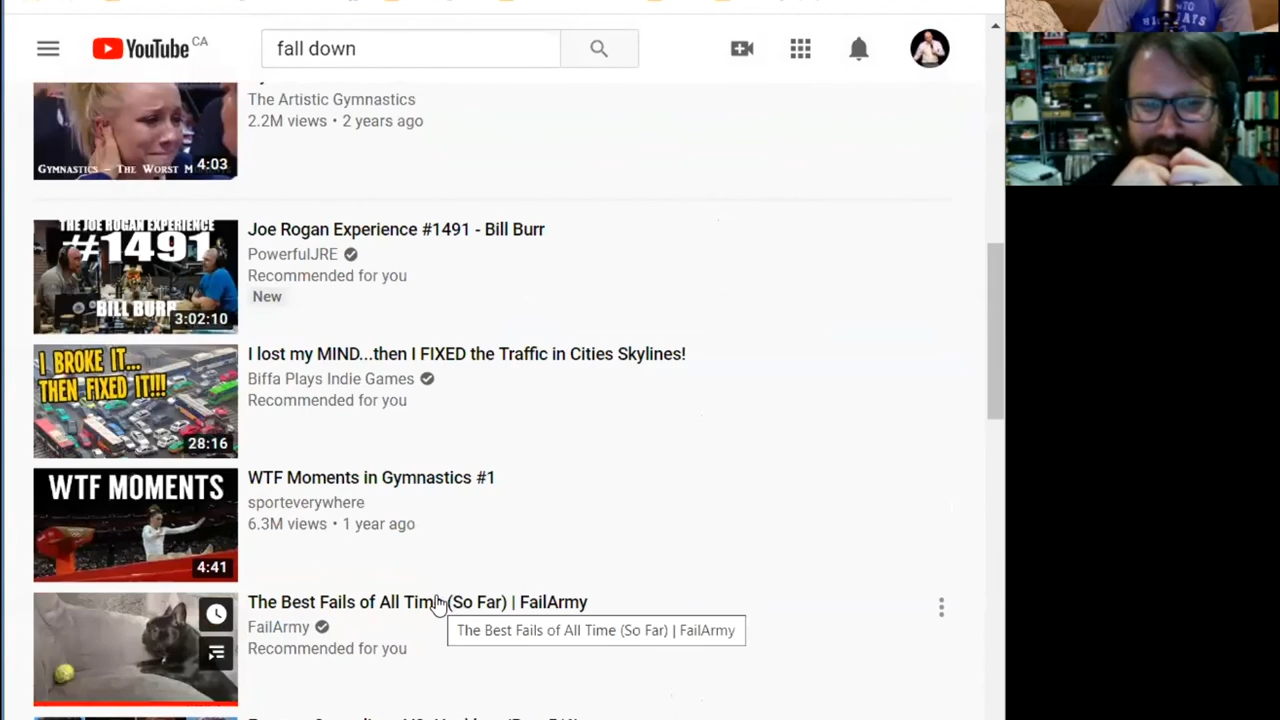 YouTube CA
fall down
The Artistic Gymnastics
2.2M views • 2 years ago
GYMNASTICS – THE WORST M
4:03
THE JOE ROGAN EXPERIENCE
#1491
BILL BURR
3:02:10
Joe Rogan Experience #1491 - Bill Burr
PowerfulJRE
Recommended for you
New
I BROKE IT...
THEN FIXED IT!!!
28:16
I lost my MIND...then I FIXED the Traffic in Cities Skylines!
Biffa Plays Indie Games
Recommended for you
WTF MOMENTS
4:41
WTF Moments in Gymnastics #1
sporteverywhere
6.3M views • 1 year ago
The Best Fails of All Time (So Far) | FailArmy
FailArmy
The Best Fails of All Time (So Far) | FailArmy
Recommended for you